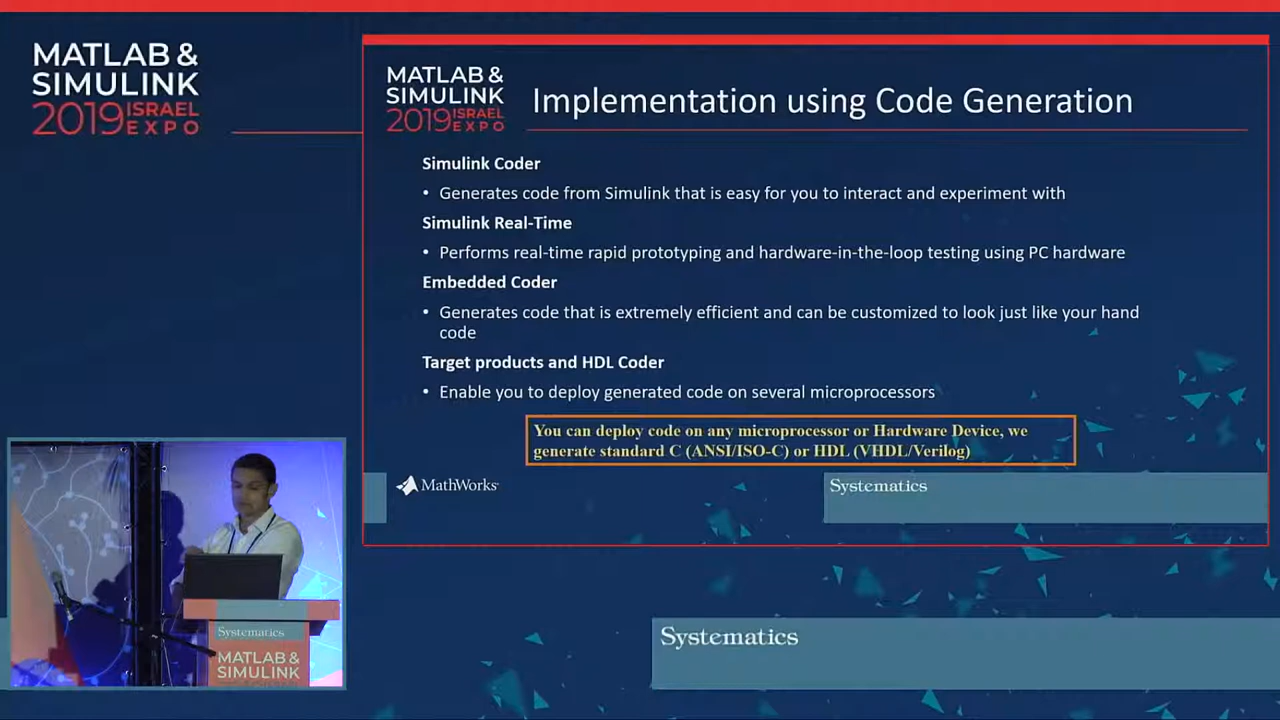 MATLAB &
SIMULINK
2019 ISRAEL
EXPO
MATLAB &
SIMULINK
2019 ISRAEL
EXPO
Implementation using Code Generation
Simulink Coder
• Generates code from Simulink that is easy for you to interact and experiment with
Simulink Real-Time
• Performs real-time rapid prototyping and hardware-in-the-loop testing using PC hardware
Embedded Coder
• Generates code that is extremely efficient and can be customized to look just like your hand
code
Target products and HDL Coder
• Enable you to deploy generated code on several microprocessors
You can deploy code on any microprocessor or Hardware Device, we
generate standard C (ANSI/ISO-C) or HDL (VHDL/Verilog)
MathWorks
Systematics
Systematics
MATLAB &
SIMULINK
Systematics